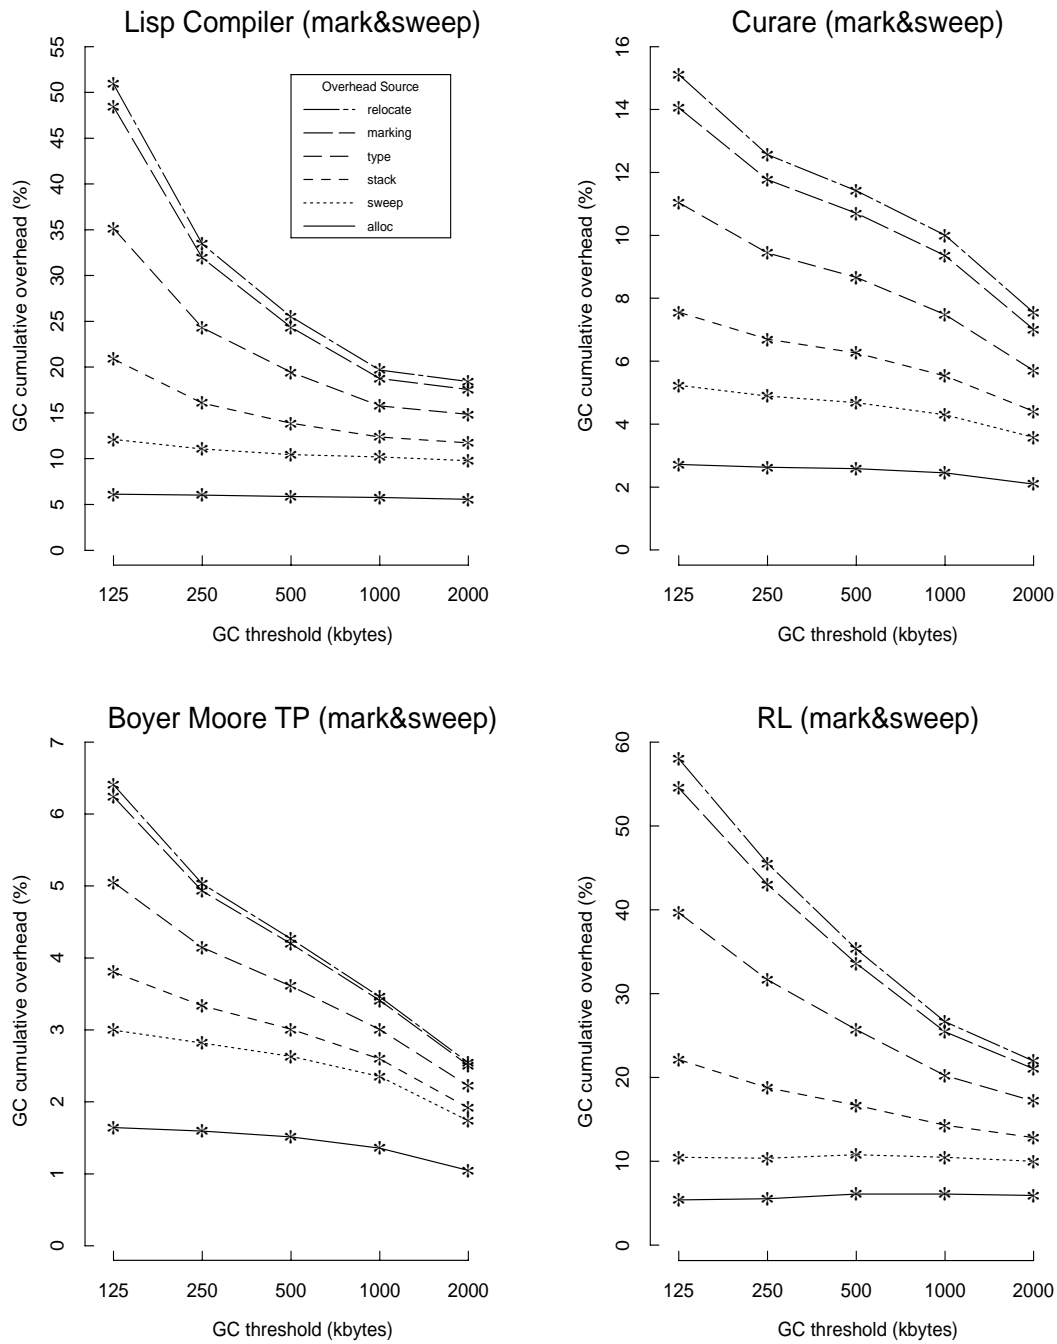 Lisp Compiler (mark&sweep)
GC cumulative overhead (%)
55
50
45
40
35
30
25
20
15
10
5
0
Overhead Source
relocate
marking
type
stack
sweep
alloc
125 250 500 1000 2000
GC threshold (kbytes)
Curare (mark&sweep)
GC cumulative overhead (%)
16
14
12
10
8
6
4
2
0
125 250 500 1000 2000
GC threshold (kbytes)
Boyer Moore TP (mark&sweep)
GC cumulative overhead (%)
7
6
5
4
3
2
1
0
125 250 500 1000 2000
GC threshold (kbytes)
RL (mark&sweep)
GC cumulative overhead (%)
60
50
40
30
20
10
0
125 250 500 1000 2000
GC threshold (kbytes)